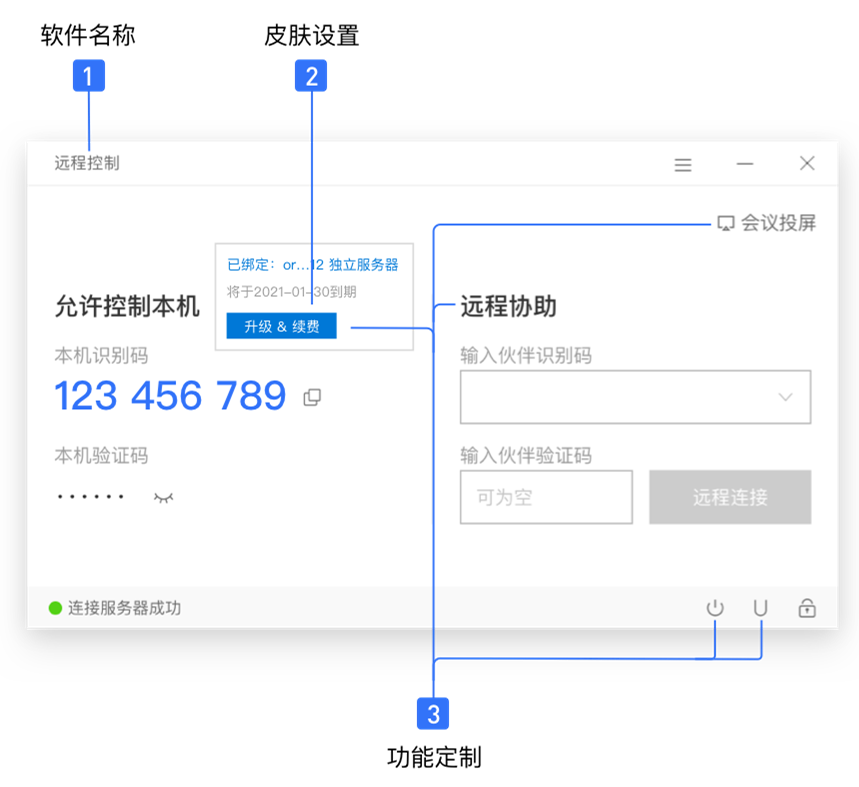 软件名称
皮肤设置
1
2
远程控制
会议投屏
已绑定：or...12 独立服务器
将于2021-01-30到期
升级 & 续费
允许控制本机
远程协助
本机识别码
输入伙伴识别码
123 456 789
本机验证码
输入伙伴验证码
······
可为空
远程连接
连接服务器成功
3
功能定制